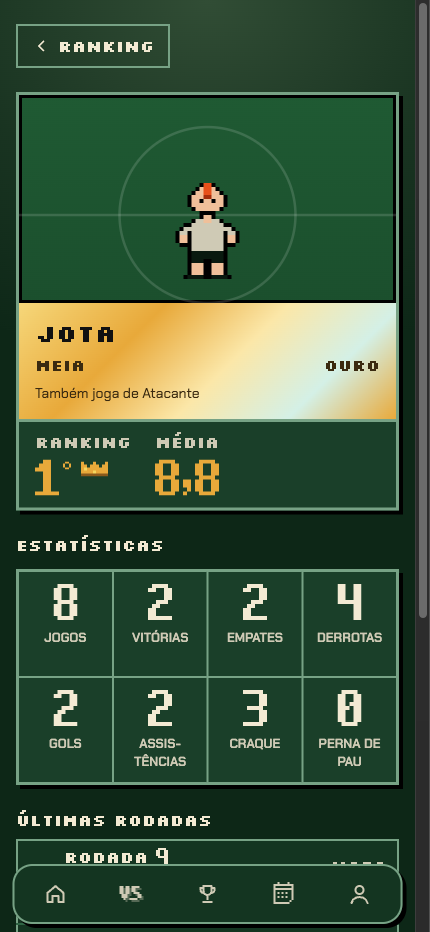 RANKING
JOTA
MEIA OURO
Também joga de Atacante
RANKING MÉDIA
1° 8,8
ESTATÍSTICAS
8 2 2 4
JOGOS VITÓRIAS EMPATES DERROTAS
2 2 3 0
GOLS ASSIS- CRAQUE PERNA DE
TÊNCIAS PAU
ÚLTIMAS RODADAS
RODADA 9
VS